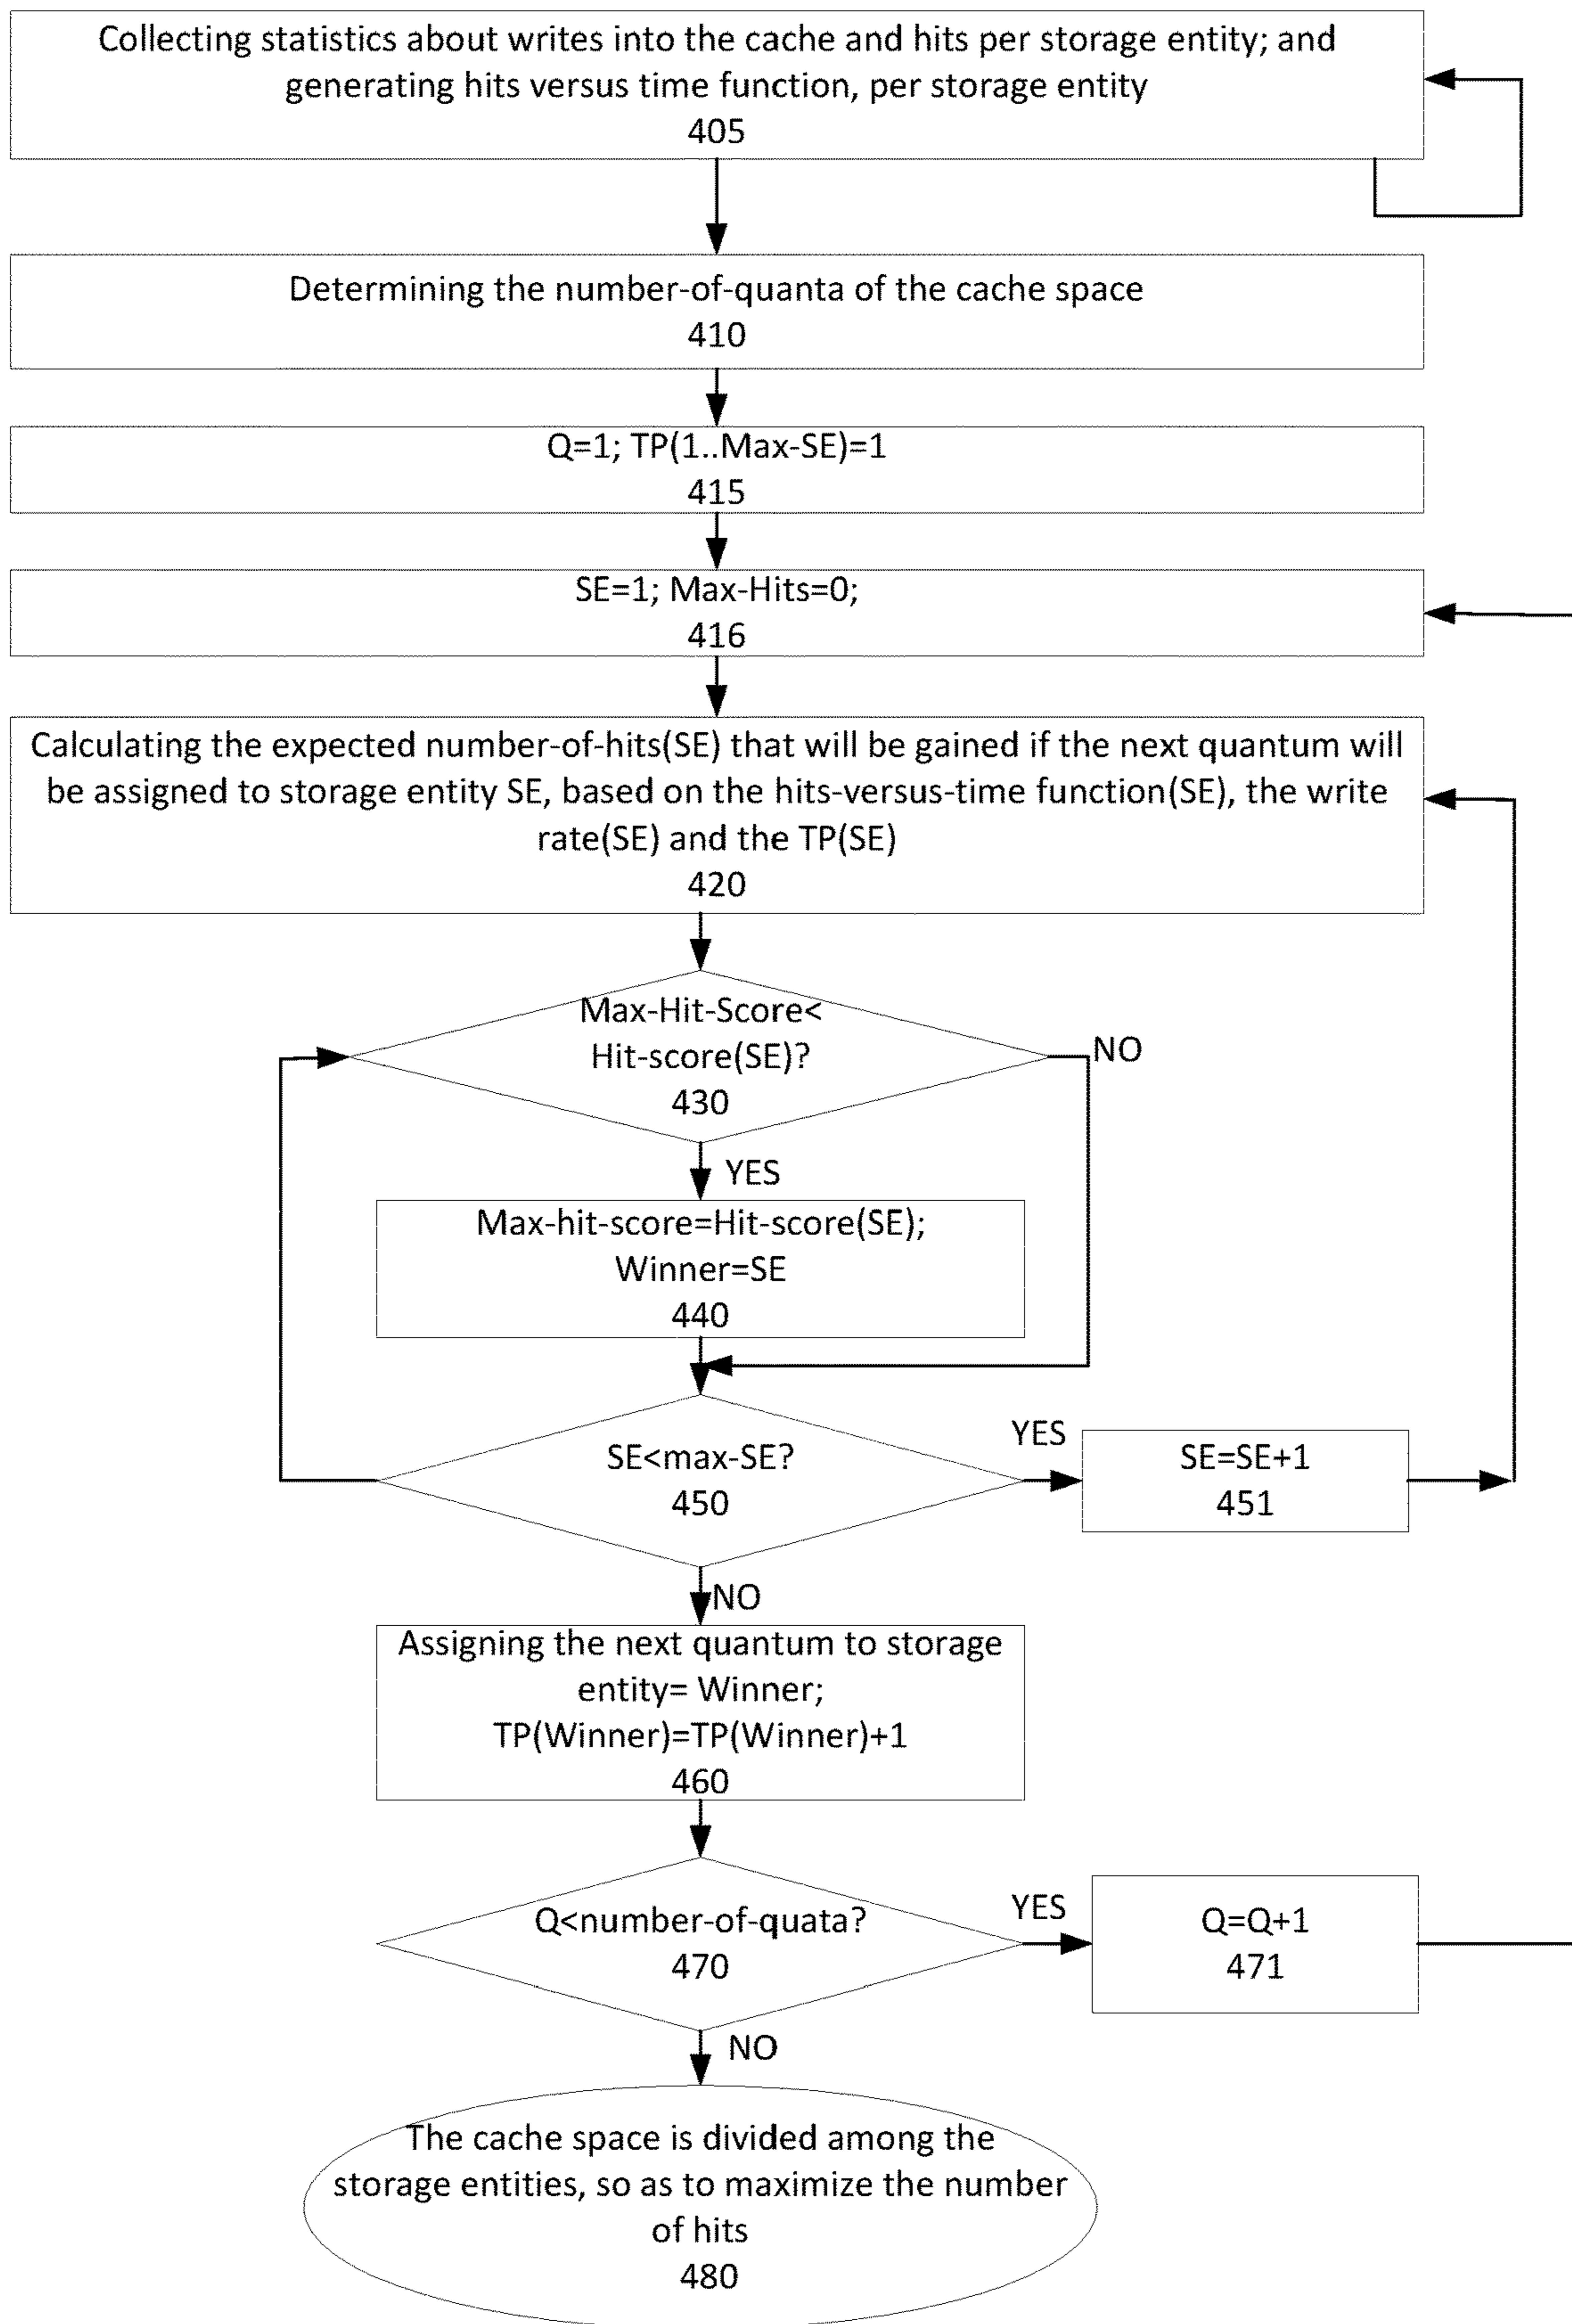 Collecting statistics about writes into the cache and hits per storage entity; and
generating hits versus time function, per storage entity
405
Determining the number-of-quanta of the cache space
410
Q=1; TP(1..Max-SE)=1
415
SE=1; Max-Hits=0;
416
Calculating the expected number-of-hits(SE) that will be gained if the next quantum will
be assigned to storage entity SE, based on the hits-versus-time function(SE), the write
rate(SE) and the TP(SE)
420
Max-Hit-Score<
Hit-score(SE)?
430
NO
YES
Max-hit-score=Hit-score(SE);
Winner=SE
440
SE<max-SE?
450
YES
SE=SE+1
451
NO
Assigning the next quantum to storage
entity= Winner;
TP(Winner)=TP(Winner)+1
460
Q<number-of-quata?
470
YES
Q=Q+1
471
NO
The cache space is divided among the
storage entities, so as to maximize the number
of hits
480